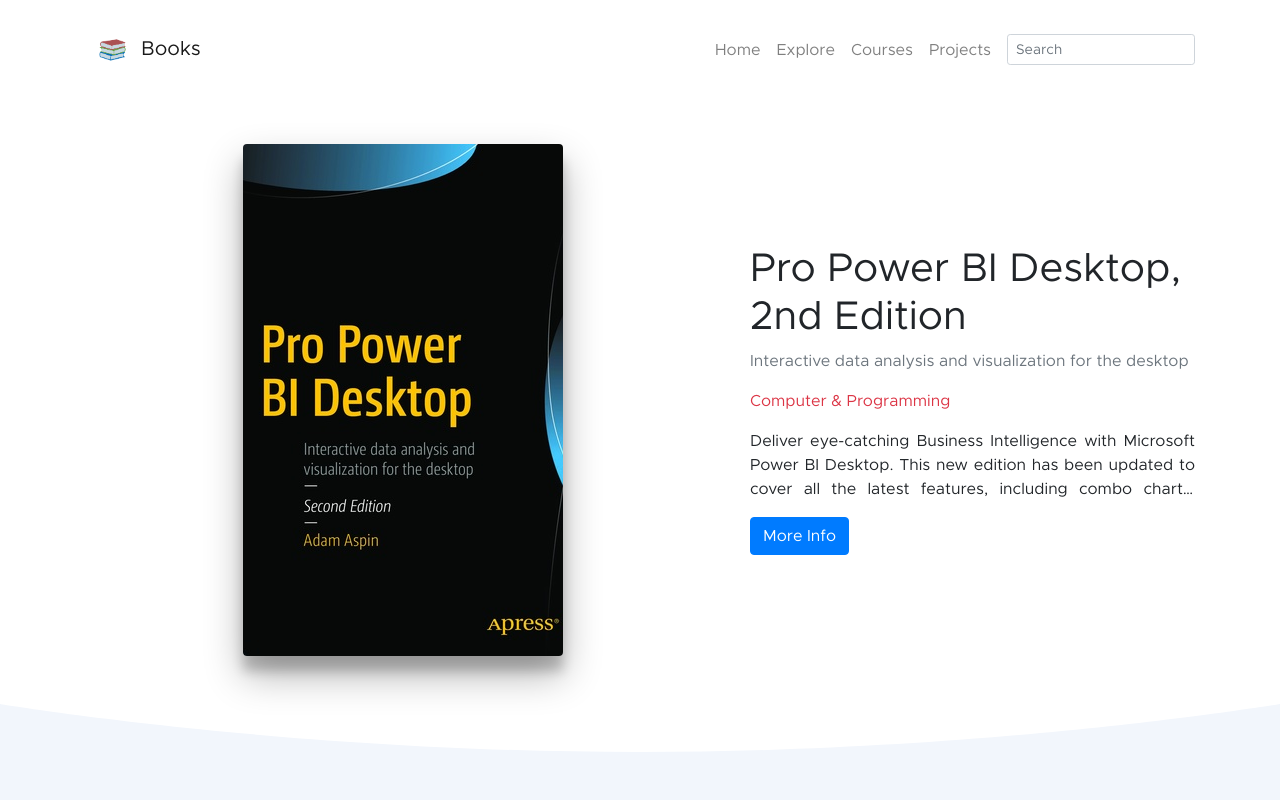 Books
Home Explore Courses Projects Search
Pro Power
BI Desktop
Interactive data analysis and
visualization for the desktop
—
Second Edition
—
Adam Aspin
Apress®
Pro Power BI Desktop,
2nd Edition
Interactive data analysis and visualization for the desktop
Computer & Programming
Deliver eye-catching Business Intelligence with Microsoft
Power BI Desktop. This new edition has been updated to
cover all the latest features, including combo chart...
More Info